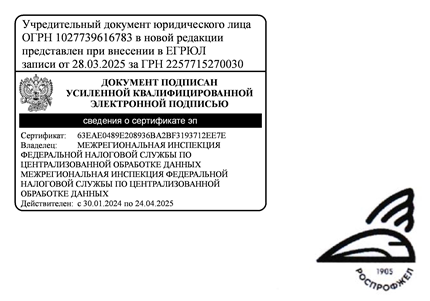 Учредительный документ юридического лица
ОГРН 1027739616783 в новой редакции
представлен при внесении в ЕГРЮЛ
записи от 28.03.2025 за ГРН 2257715270030
ДОКУМЕНТ ПОДПИСАН
УСИЛЕННОЙ КВАЛИФИЦИРОВАННОЙ
ЭЛЕКТРОННОЙ ПОДПИСЬЮ
сведения о сертификате эп
Сертификат: 63EAE0489E208936BA2BF3193712EE7E
Владелец: МЕЖРЕГИОНАЛЬНАЯ ИНСПЕКЦИЯ
ФЕДЕРАЛЬНОЙ НАЛОГОВОЙ СЛУЖБЫ ПО
ЦЕНТРАЛИЗОВАННОЙ ОБРАБОТКЕ ДАННЫХ
МЕЖРЕГИОНАЛЬНАЯ ИНСПЕКЦИЯ ФЕДЕРАЛЬНОЙ
НАЛОГОВОЙ СЛУЖБЫ ПО ЦЕНТРАЛИЗОВАННОЙ
ОБРАБОТКЕ ДАННЫХ
Действителен: с 30.01.2024 по 24.04.2025
1905
РОСПРОФЖЕЛ